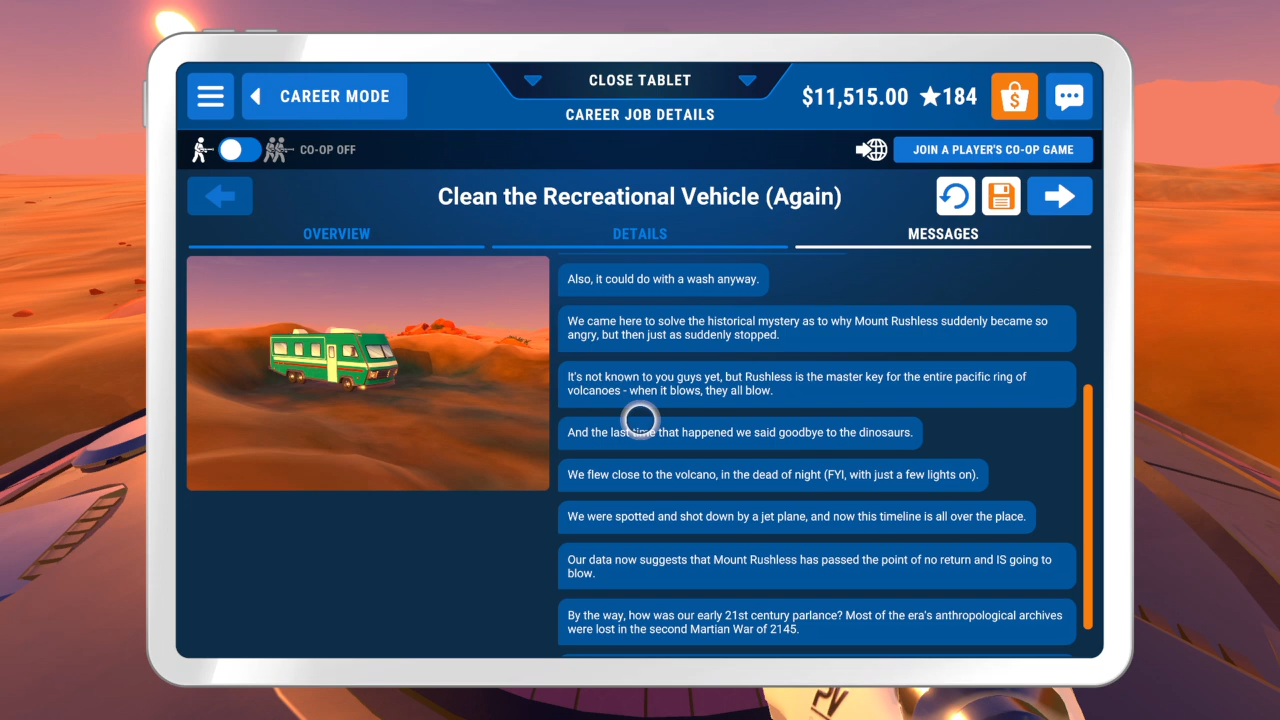 CLOSE TABLET
CAREER MODE
$11,515.00 ★184
CAREER JOB DETAILS
CO-OP OFF
JOIN A PLAYER'S CO-OP GAME
Clean the Recreational Vehicle (Again)
OVERVIEW
DETAILS
MESSAGES
Also, it could do with a wash anyway.
We came here to solve the historical mystery as to why Mount Rushless suddenly became so
angry, but then just as suddenly stopped.
It's not known to you guys yet, but Rushless is the master key for the entire pacific ring of
volcanoes - when it blows, they all blow.
And the last time that happened we said goodbye to the dinosaurs.
We flew close to the volcano, in the dead of night (FYI, with just a few lights on).
We were spotted and shot down by a jet plane, and now this timeline is all over the place.
Our data now suggests that Mount Rushless has passed the point of no return and IS going to
blow.
By the way, how was our early 21st century parlance? Most of the era's anthropological archives
were lost in the second Martian War of 2145.